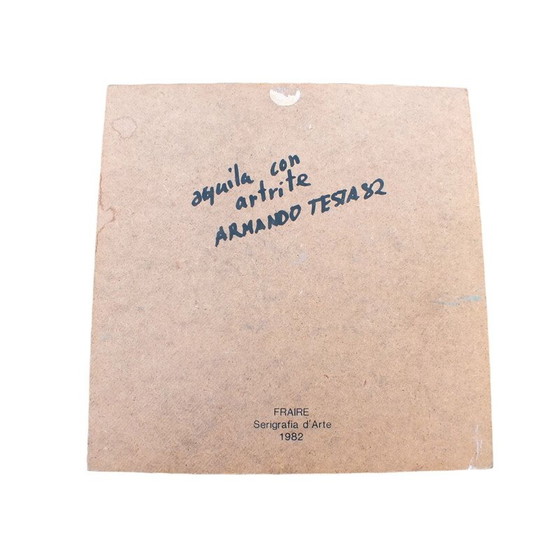 aquila con
artrite
ARMANDO TESTA 82
FRAIRE
Serigrafia d'Arte
1982